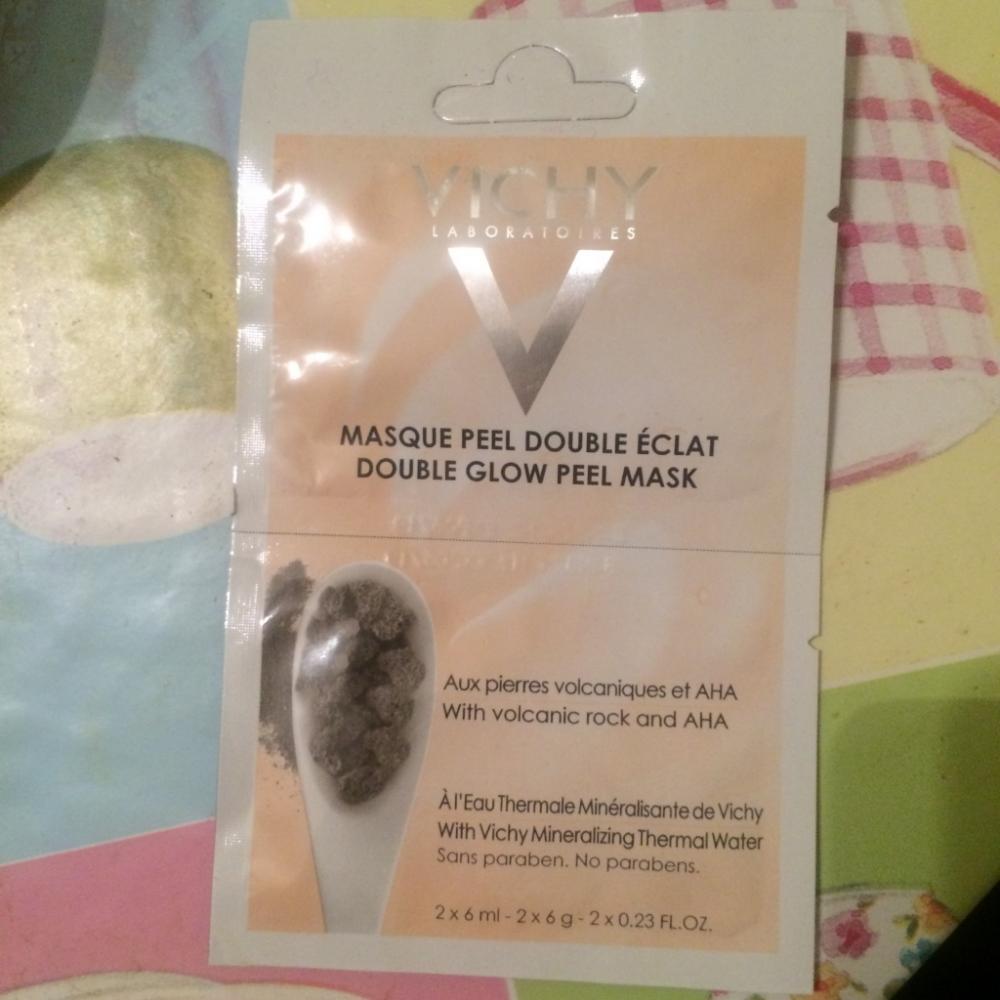 VICHY
LABORATOIRES
V
MASQUE PEEL DOUBLE ÉCLAT
DOUBLE GLOW PEEL MASK
Aux pierres volcaniques et AHA
With volcanic rock and AHA
À l'Eau Thermale Minéralisante de Vichy
With Vichy Mineralizing Thermal Water
Sans paraben. No parabens.
2 x 6 ml - 2 x 6 g - 2 x 0.23 FL.OZ.